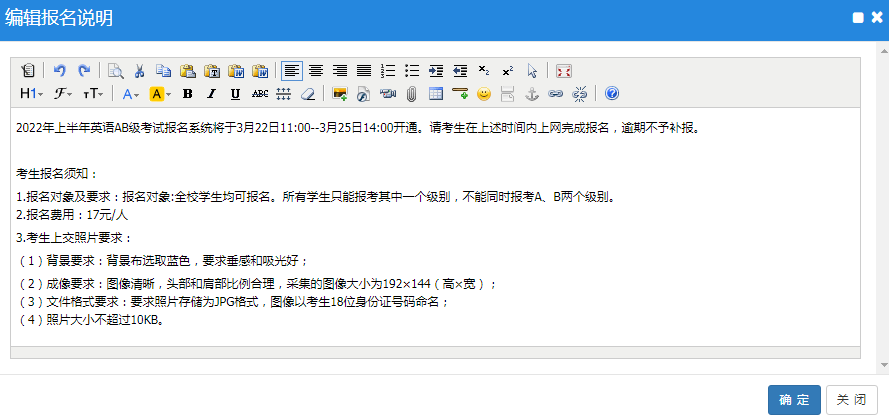 编辑报名说明
H1 ℱ тT A A B I U ABC
2022年上半年英语AB级考试报名系统将于3月22日11:00--3月25日14:00开通。请考生在上述时间内上网完成报名，逾期不予补报。
考生报名须知：
1.报名对象及要求：报名对象:全校学生均可报名。所有学生只能报考其中一个级别，不能同时报考A、B两个级别。
2.报名费用：17元/人
3.考生上交照片要求：
（1）背景要求：背景布选取蓝色，要求垂感和吸光好；
（2）成像要求：图像清晰，头部和肩部比例合理，采集的图像大小为192×144（高×宽）；
（3）文件格式要求：要求照片存储为JPG格式，图像以考生18位身份证号码命名；
（4）照片大小不超过10KB。
确 定 关 闭